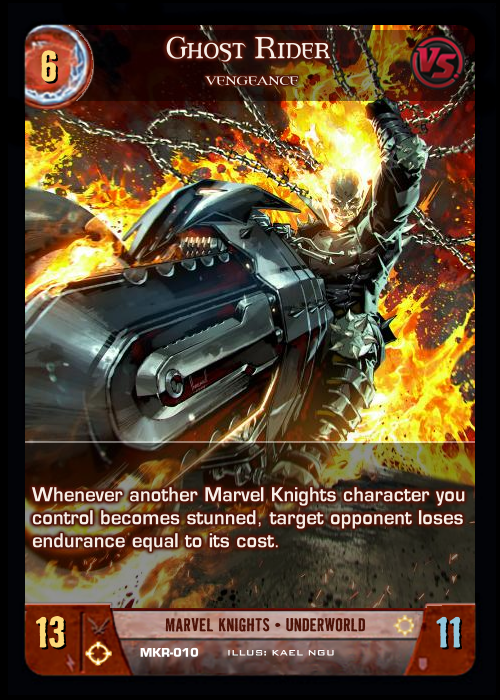 6
Ghost Rider
VS
VENGEANCE
Whenever another Marvel Knights character you
control becomes stunned, target opponent loses
endurance equal to its cost.
13
MARVEL KNIGHTS • UNDERWORLD
11
MKR-010 ILLUS: KAEL NGU